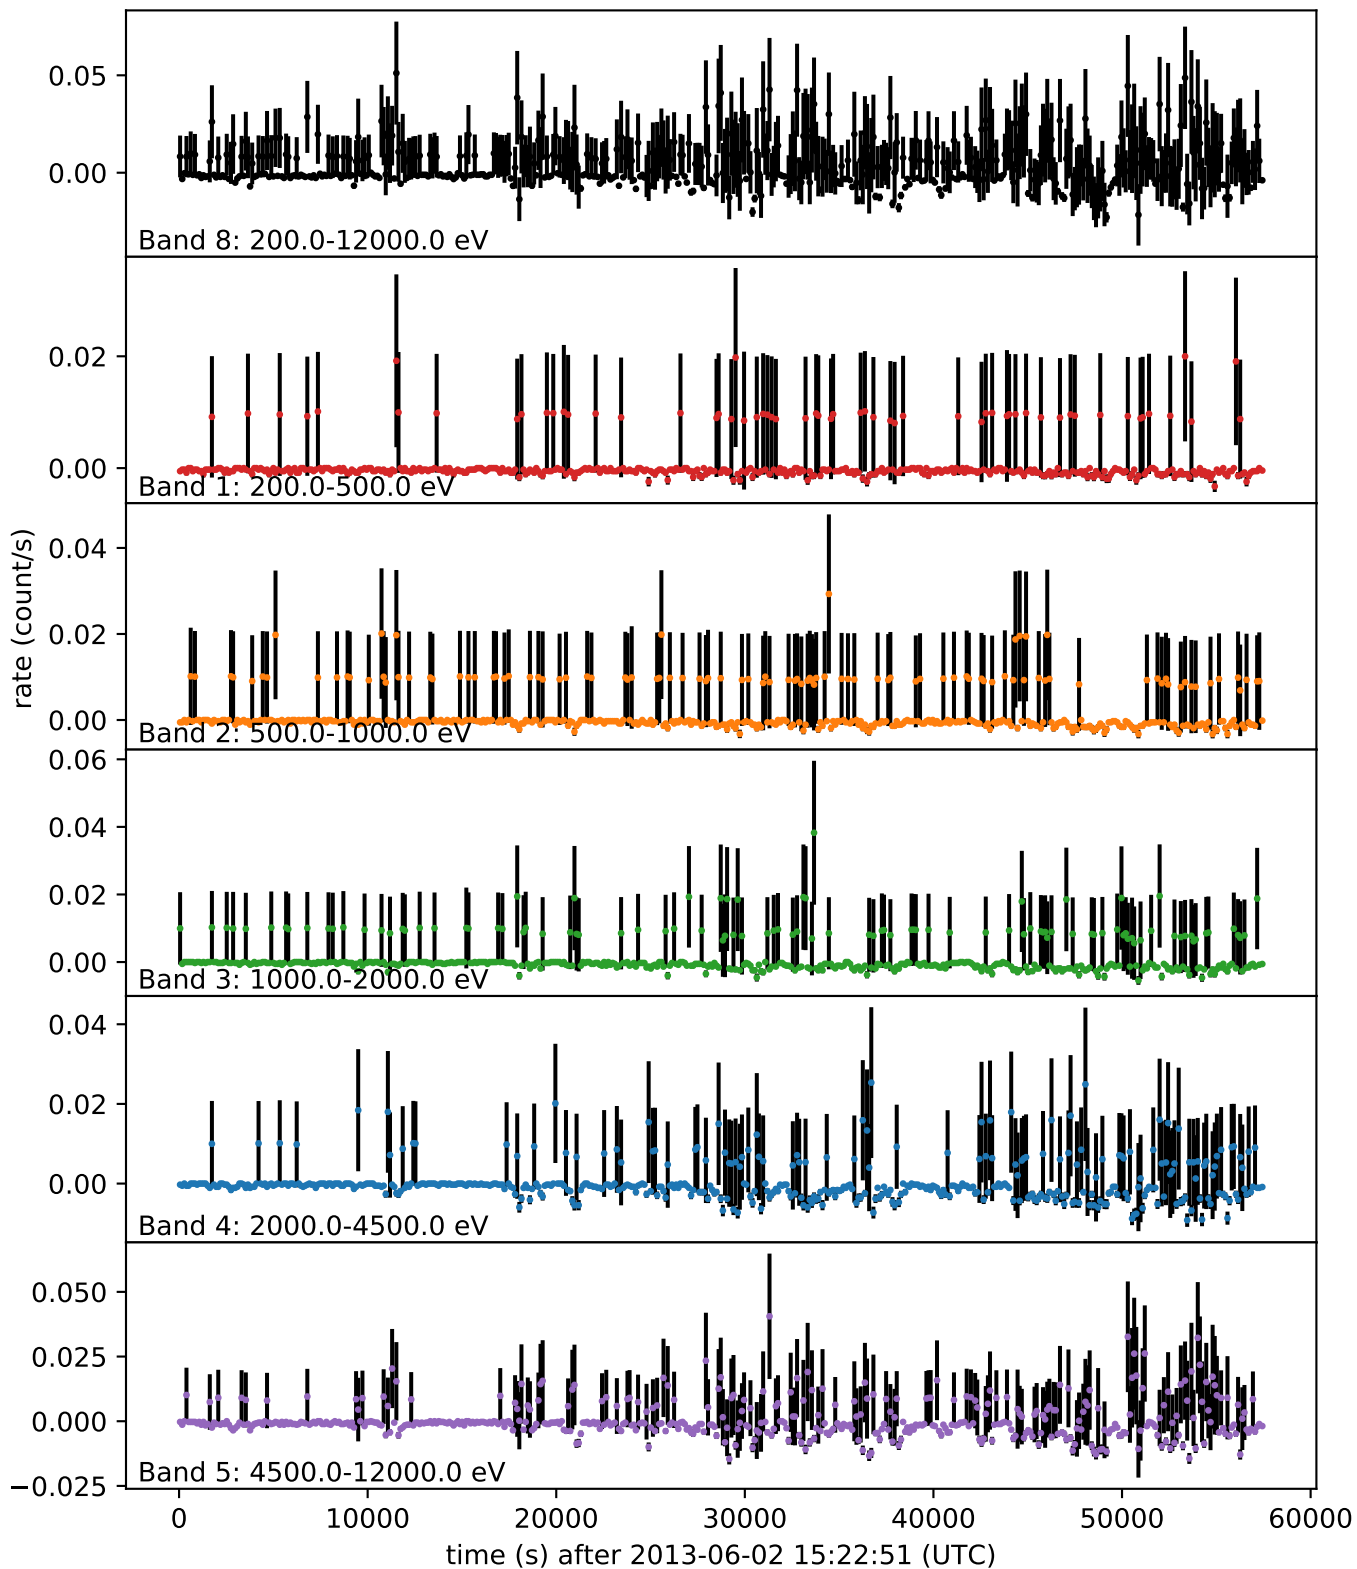 0.05
0.00
Band 8: 200.0-12000.0 eV
0.02
0.00
Band 1: 200.0-500.0 eV
rate (count/s)
0.04
0.02
0.00
Band 2: 500.0-1000.0 eV
0.06
0.04
0.02
0.00
Band 3: 1000.0-2000.0 eV
0.04
0.02
0.00
Band 4: 2000.0-4500.0 eV
0.050
0.025
0.000
−0.025
Band 5: 4500.0-12000.0 eV
0 10000 20000 30000 40000 50000 60000
time (s) after 2013-06-02 15:22:51 (UTC)